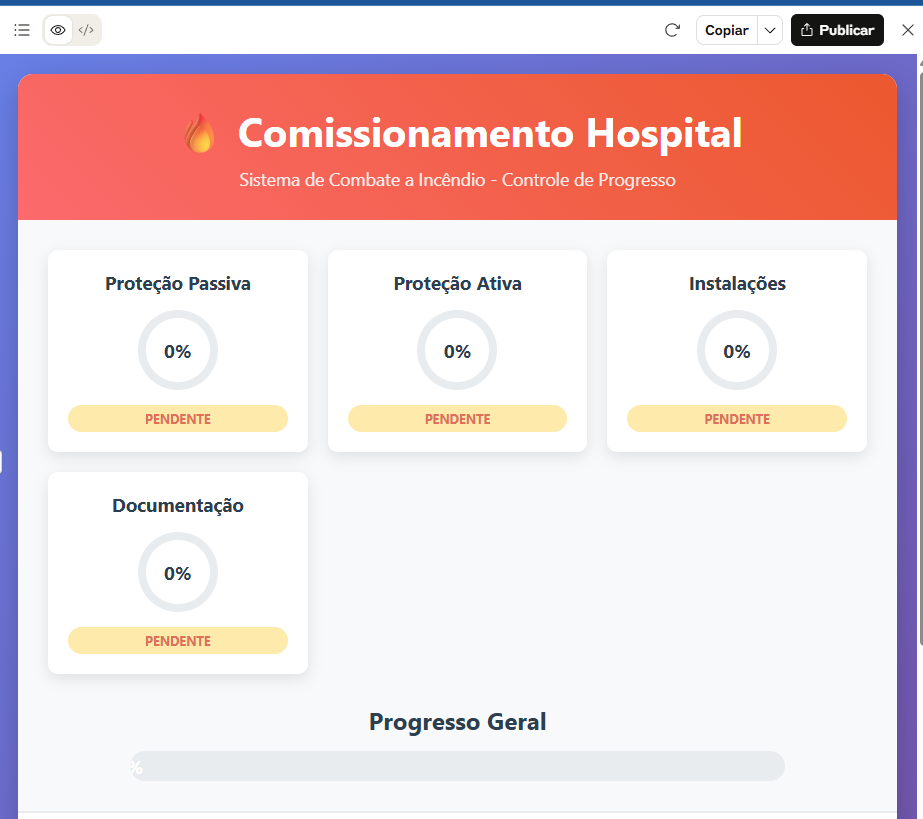 </>
Copiar
Publicar
Comissionamento Hospital
Sistema de Combate a Incêndio - Controle de Progresso
Proteção Passiva
0%
PENDENTE
Proteção Ativa
0%
PENDENTE
Instalações
0%
PENDENTE
Documentação
0%
PENDENTE
Progresso Geral
%